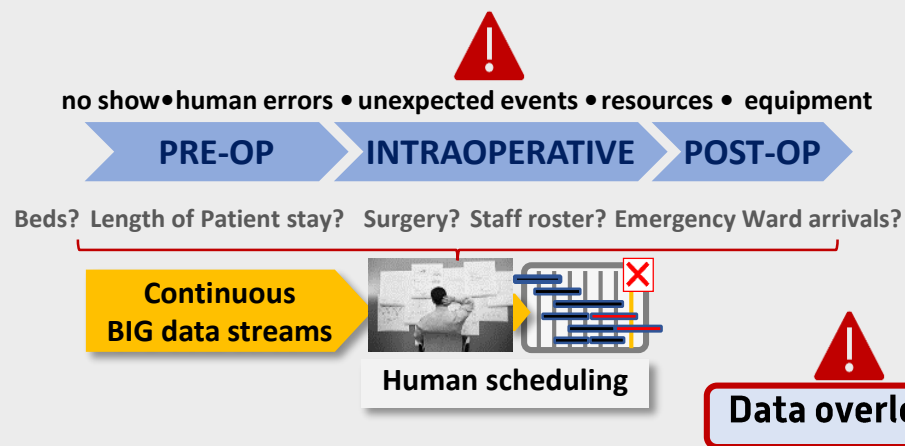 no show•human errors • unexpected events •resources • equipment
PRE-OP INTRAOPERATIVE POST-OP
Beds? Length of Patient stay? Surgery? Staff roster? Emergency Ward arrivals?
Continuous
BIG data streams
Human scheduling
Data